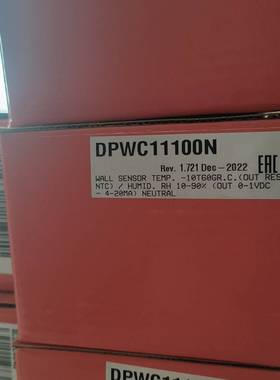 DPWC11100N
Rev. 1.721 Dec-2022 EAC
WALL SENSOR TEMP. -10T60GR.C.(OUT RES
NTC) / HUMID. RH 10-90% (OUT 0-1VDC
- 4-20MA) NEUTRAL
DPWC11100N